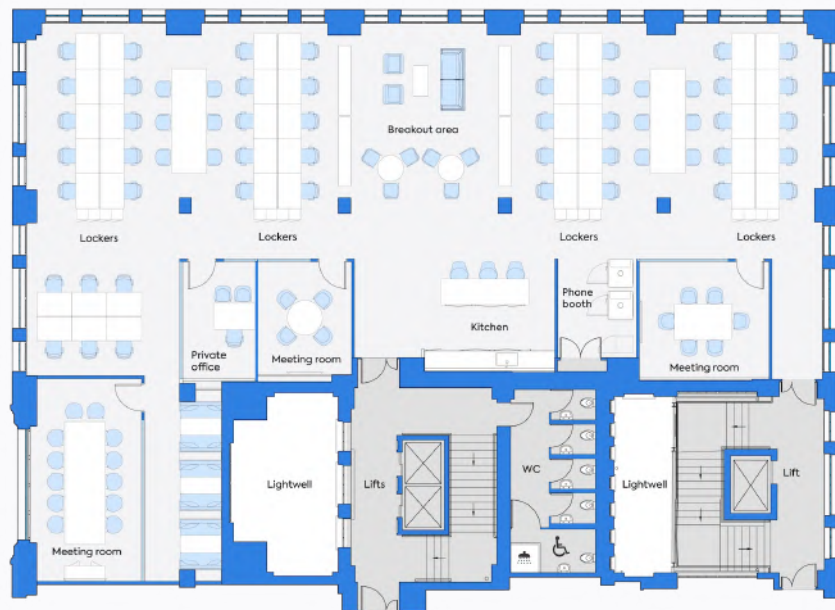 Breakout area
Lockers
Lockers
Lockers
Lockers
Phone
booth
Kitchen
Private
office
Meeting room
Meeting room
Lightwell
Lifts
WC
Lightwell
Lift
Meeting room